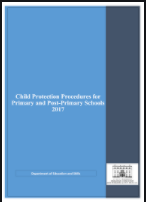 Child Protection Procedures for
Primary and Post-Primary Schools
2017
Department of Education and Skills